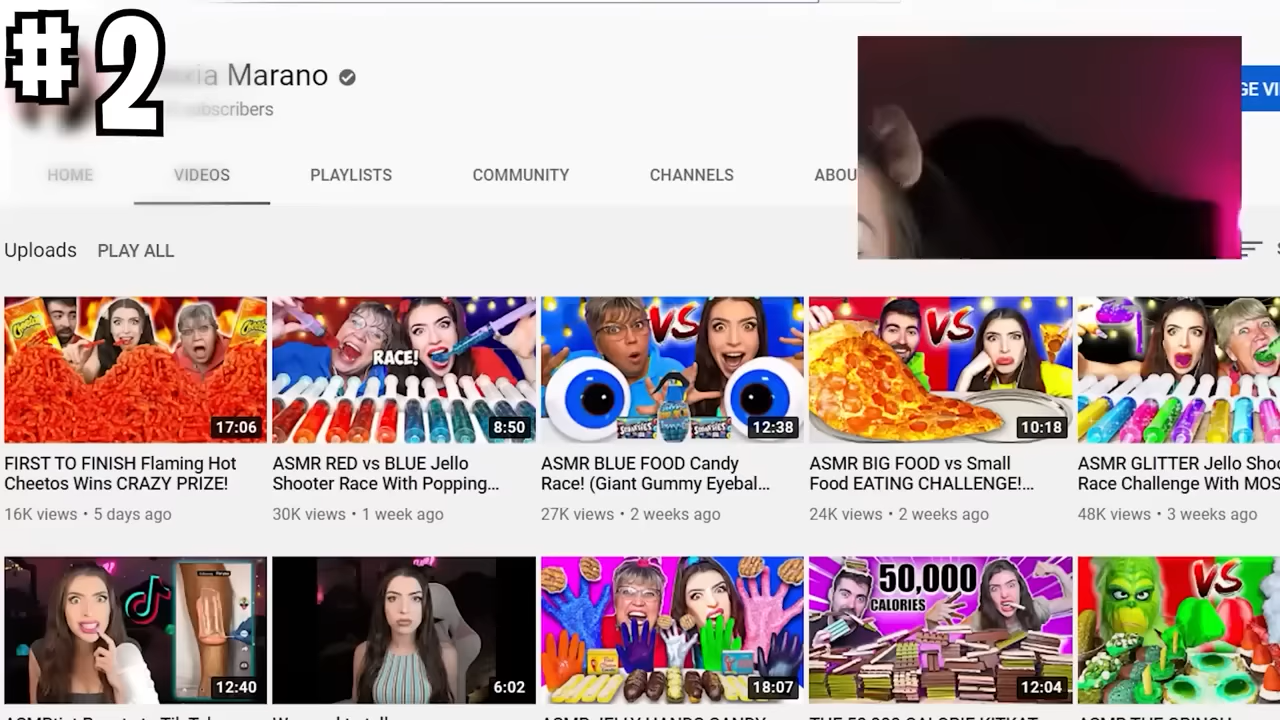 #2
Marano
subscribers
HOME VIDEOS PLAYLISTS COMMUNITY CHANNELS ABOU
Uploads PLAY ALL
Cheetos
RACE!
VS
VS
17:06
8:50
12:38
10:18
FIRST TO FINISH Flaming Hot
Cheetos Wins CRAZY PRIZE!
16K views • 5 days ago
ASMR RED vs BLUE Jello
Shooter Race With Popping...
30K views • 1 week ago
ASMR BLUE FOOD Candy
Race! (Giant Gummy Eyebal...
27K views • 2 weeks ago
ASMR BIG FOOD vs Small
Food EATING CHALLENGE!...
24K views • 2 weeks ago
ASMR GLITTER Jello Shoo
Race Challenge With MOS
48K views • 3 weeks ago
12:40
6:02
18:07
50,000
CALORIES
12:04
VS